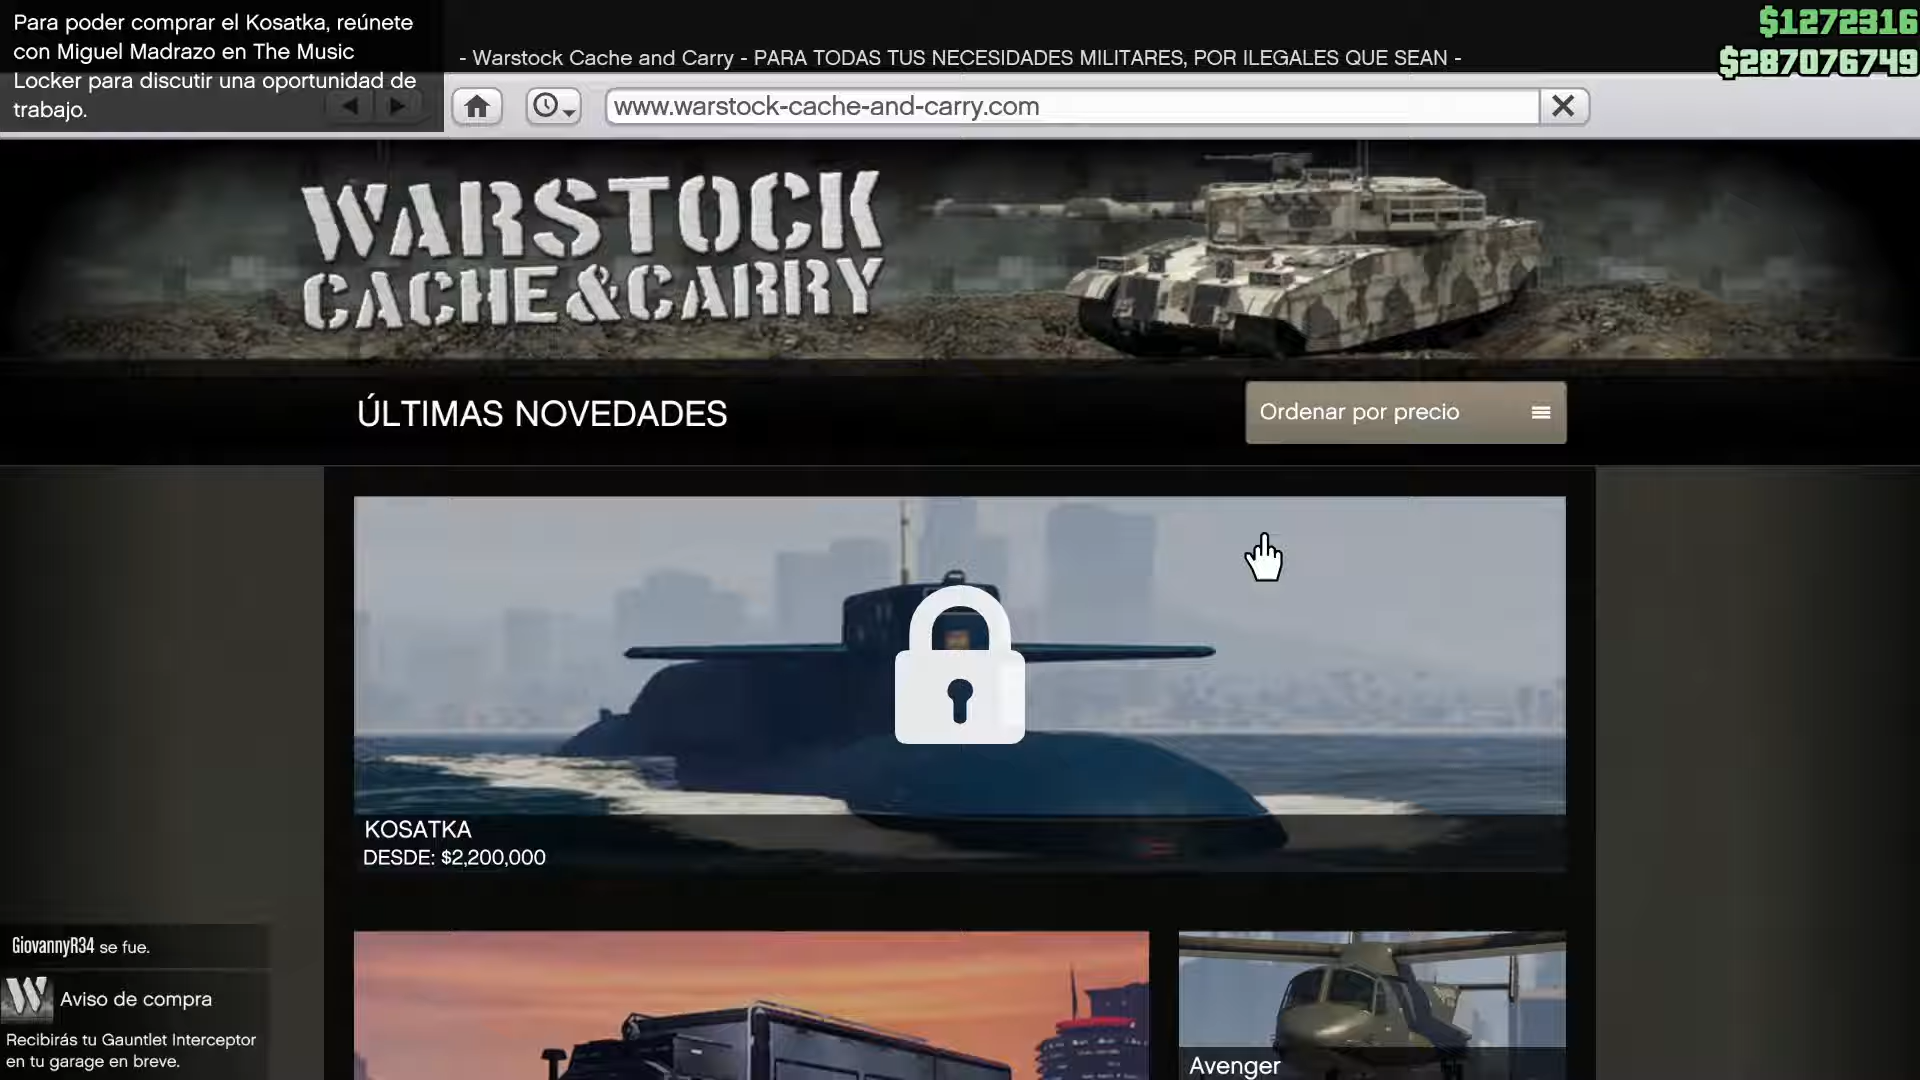 Para poder comprar el Kosatka, reúnete
con Miguel Madrazo en The Music
Locker para discutir una oportunidad de
trabajo.
- Warstock Cache and Carry - PARA TODAS TUS NECESIDADES MILITARES, POR ILEGALES QUE SEAN -
$1272316
$287076749
www.warstock-cache-and-carry.com
WARSTOCK
CACHE&CARRY
ÚLTIMAS NOVEDADES
Ordenar por precio
KOSATKA
DESDE: $2,200,000
Avenger
GiovannyR34 se fue.
W
Aviso de compra
Recibirás tu Gauntlet Interceptor
en tu garage en breve.